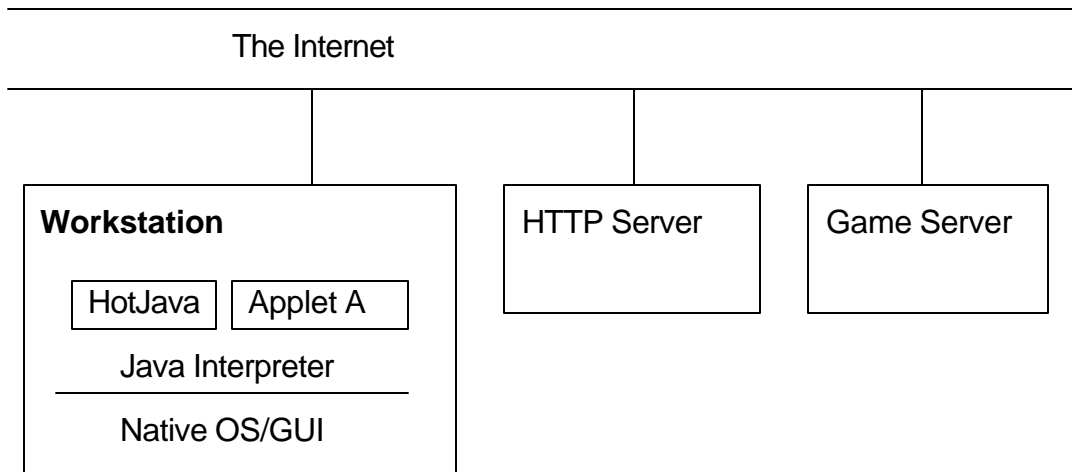 The Internet
Workstation
HTTP Server
Game Server
HotJava
Applet A
Java Interpreter
Native OS/GUI